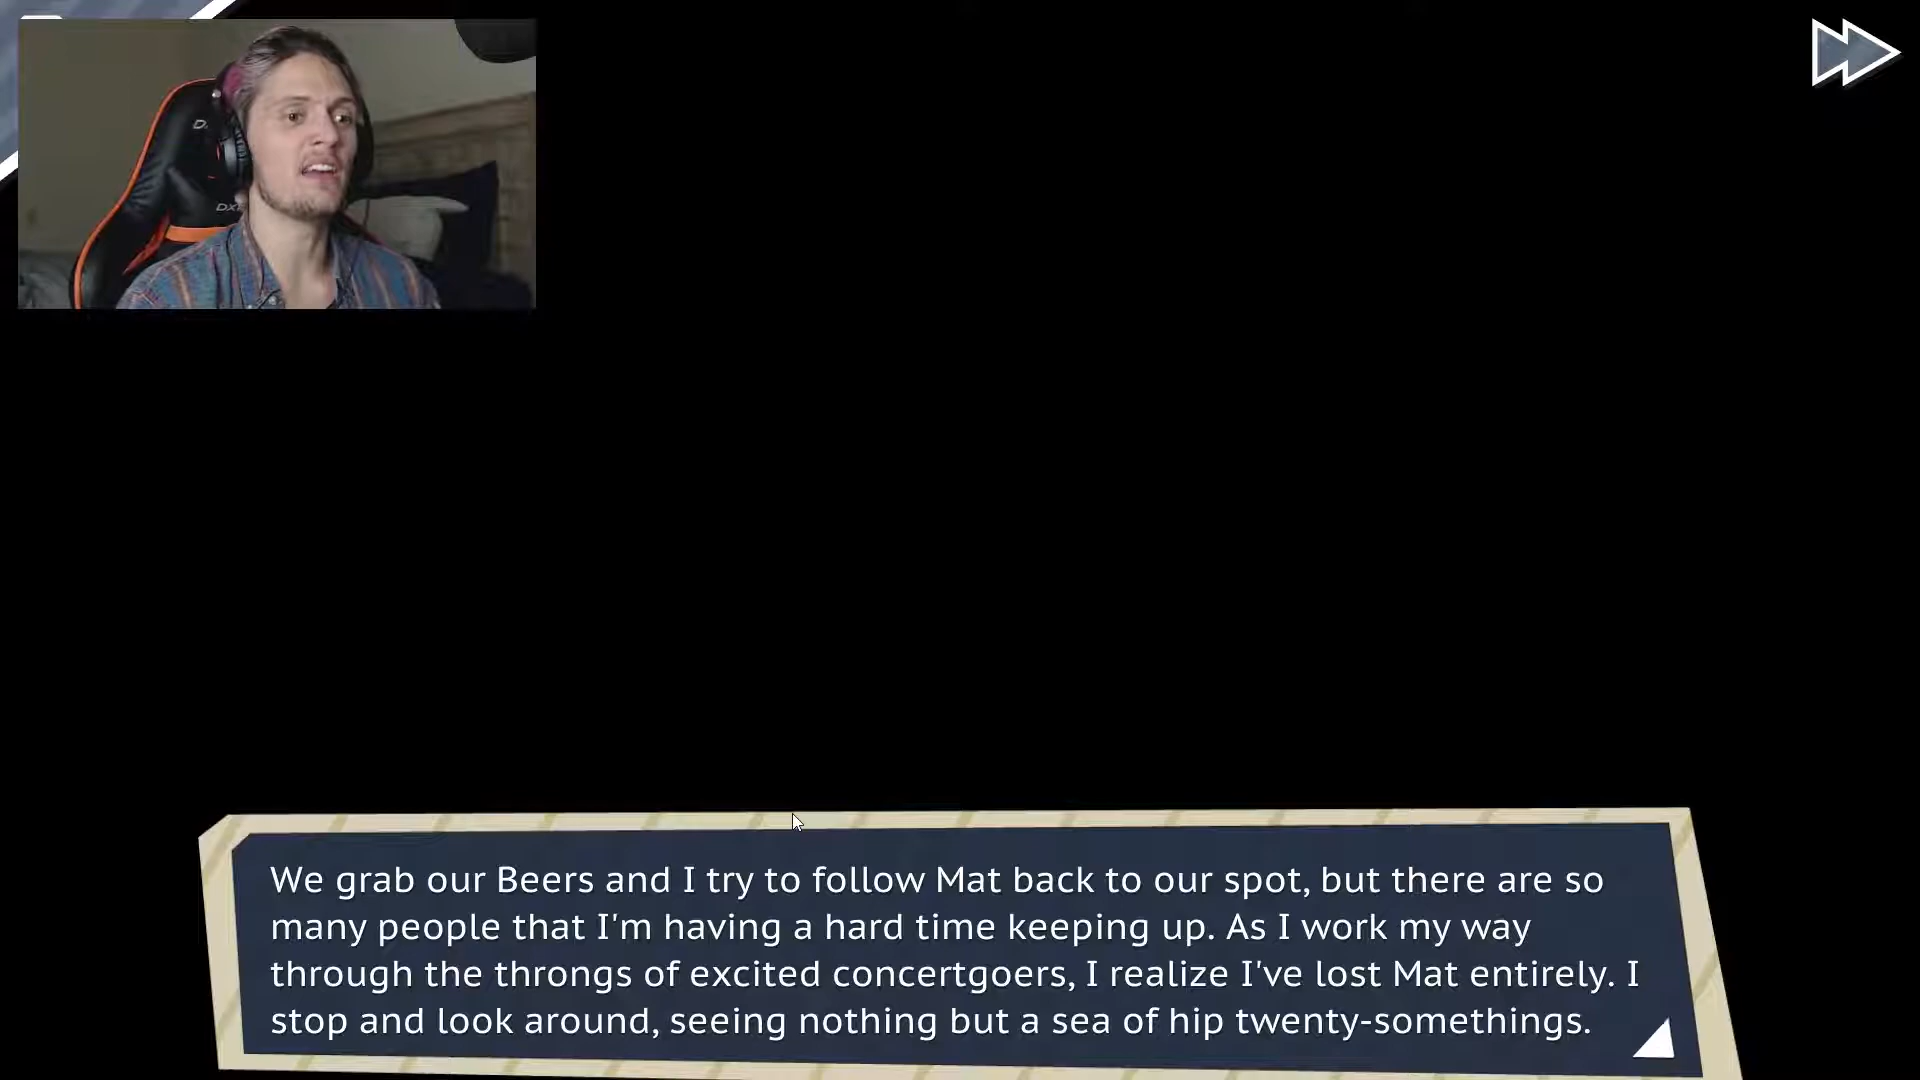 We grab our Beers and I try to follow Mat back to our spot, but there are so
many people that I'm having a hard time keeping up. As I work my way
through the throngs of excited concertgoers, I realize I've lost Mat entirely. I
stop and look around, seeing nothing but a sea of hip twenty-somethings.